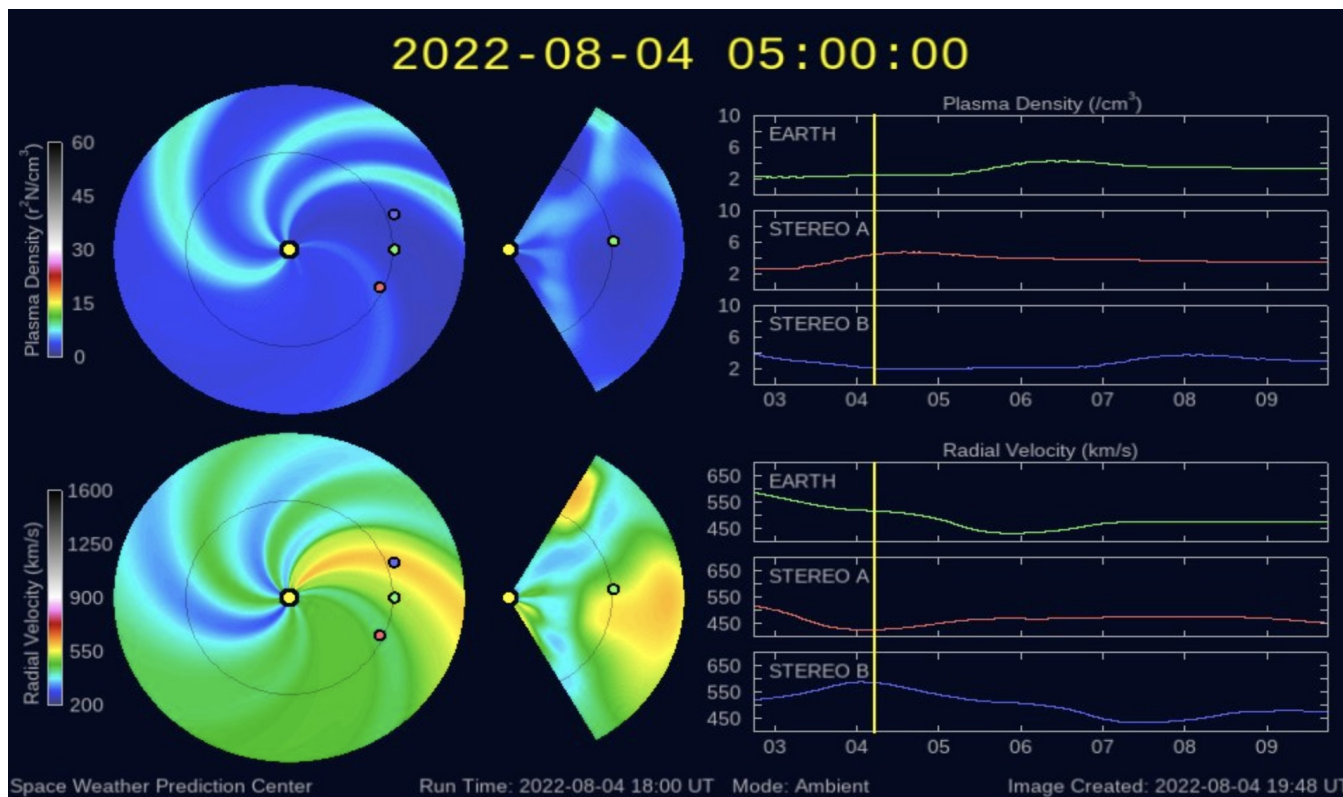 2022-08-04 05:00:00
Plasma Density (r²N/cm³)
60
45
30
15
0
Plasma Density (/cm³)
10
6
2
EARTH
10
6
2
STEREO A
10
6
2
STEREO B
03 04 05 06 07 08 09
Radial Velocity (km/s)
1600
1250
900
550
200
Radial Velocity (km/s)
650
550
450
EARTH
650
550
450
STEREO A
650
550
450
STEREO B
03 04 05 06 07 08 09
Space Weather Prediction Center Run Time: 2022-08-04 18:00 UT Mode: Ambient Image Created: 2022-08-04 19:48 U